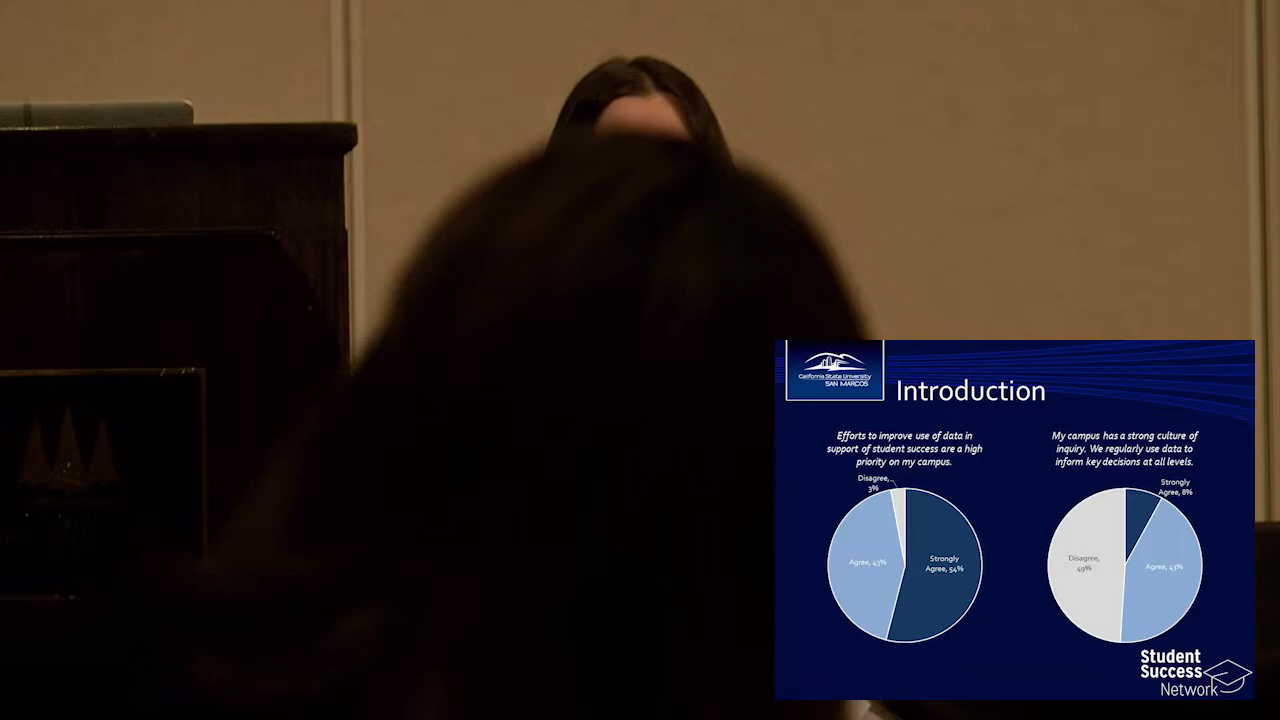 California State University
SAN MARCOS
Introduction
Efforts to improve use of data in
support of student success are a high
priority on my campus.
Disagree,
3%
Agree, 43%
Strongly
Agree, 54%
My campus has a strong culture of
inquiry. We regularly use data to
inform key decisions at all levels.
Strongly
Agree, 8%
Disagree,
49%
Agree, 43%
Student
Success
Network